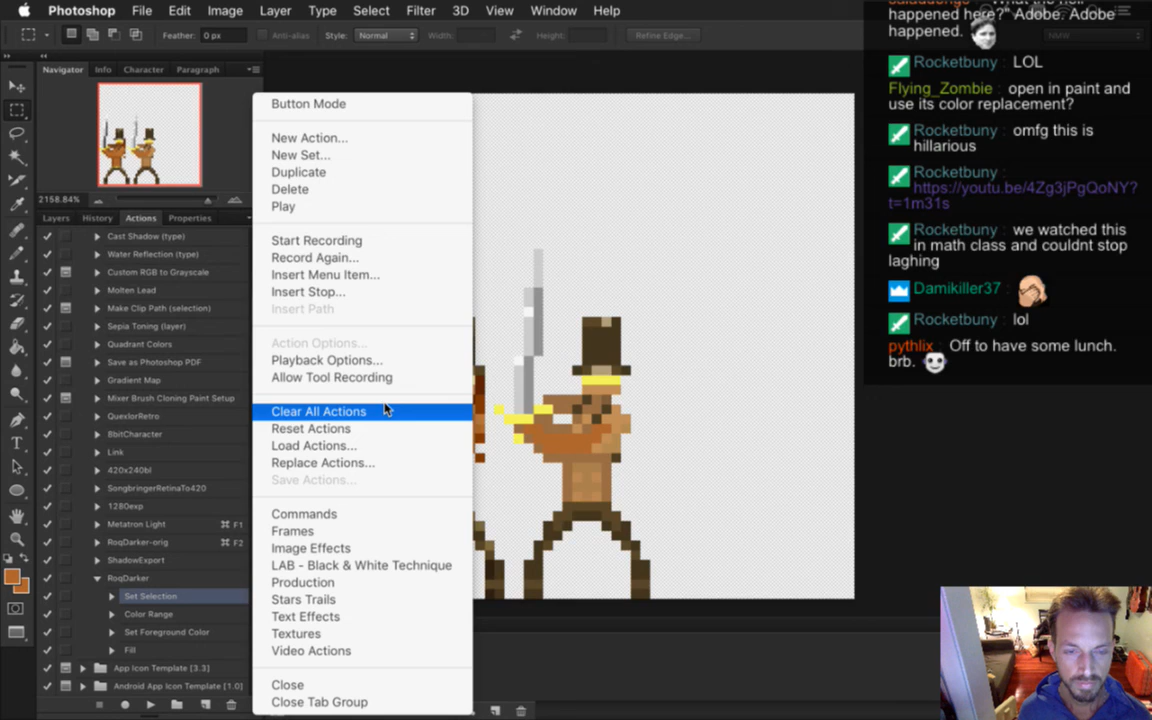 Photoshop File Edit Image Layer Type Select Filter 3D View Window Help
Feather: 0 px Anti-alias Style: Normal Width: Height: Refine Edge...
Navigator Info Character Paragraph
2158.84%
Layers History Actions Properties
Cast Shadow (type)
Water Reflection (type)
Custom RGB to Grayscale
Molten Lead
Make Clip Path (selection)
Sepia Toning (layer)
Quadrant Colors
Save as Photoshop PDF
Gradient Map
Mixer Brush Cloning Paint Setup
QuexlorRetro
8bitCharacter
Link
420x240bl
SongbringerRetinaTo420
1280exp
Metatron Light ⌘ F1
RoqDarker-orig ⌘ F2
ShadowExport
RoqDarker
Set Selection
Color Range
Set Foreground Color
Fill
App Icon Template [3.3]
Android App Icon Template [1.0]
Button Mode
New Action...
New Set...
Duplicate
Delete
Play
Start Recording
Record Again...
Insert Menu Item...
Insert Stop...
Insert Path
Action Options...
Playback Options...
Allow Tool Recording
Clear All Actions
Reset Actions
Load Actions...
Replace Actions...
Save Actions...
Commands
Frames
Image Effects
LAB - Black & White Technique
Production
Stars Trails
Text Effects
Textures
Video Actions
Close
Close Tab Group
happened here?" Adobe. Adobe
happened.
Rocketbuny : LOL
Flying_Zombie : open in paint and
use its color replacement?
Rocketbuny : omfg this is
hillarious
Rocketbuny :
https://youtu.be/4Zg3jPgQoNY?
t=1m31s
Rocketbuny : we watched this
in math class and couldnt stop
laghing
Damikiller37 :
Rocketbuny : lol
pythlix : Off to have some lunch.
brb.
NMW